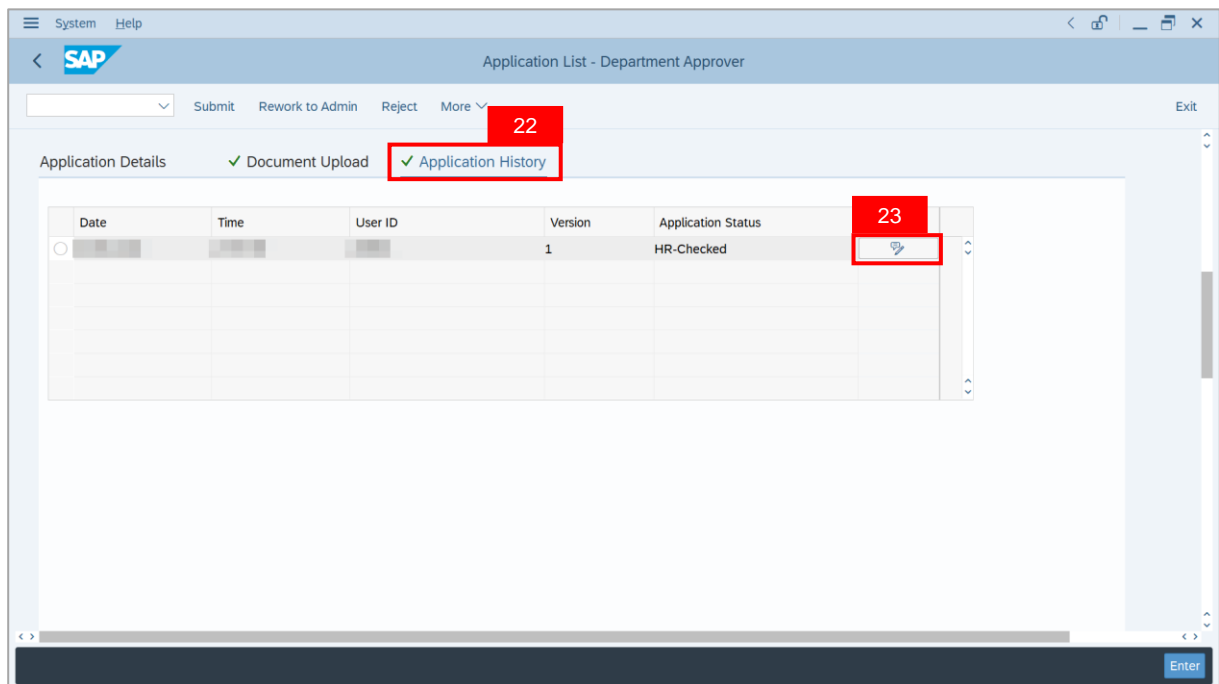 System Help
SAP
Application List - Department Approver
Submit Rework to Admin Reject More Exit
22
Application Details Document Upload Application History
23
Date Time User ID Version Application Status
1 HR-Checked
Enter